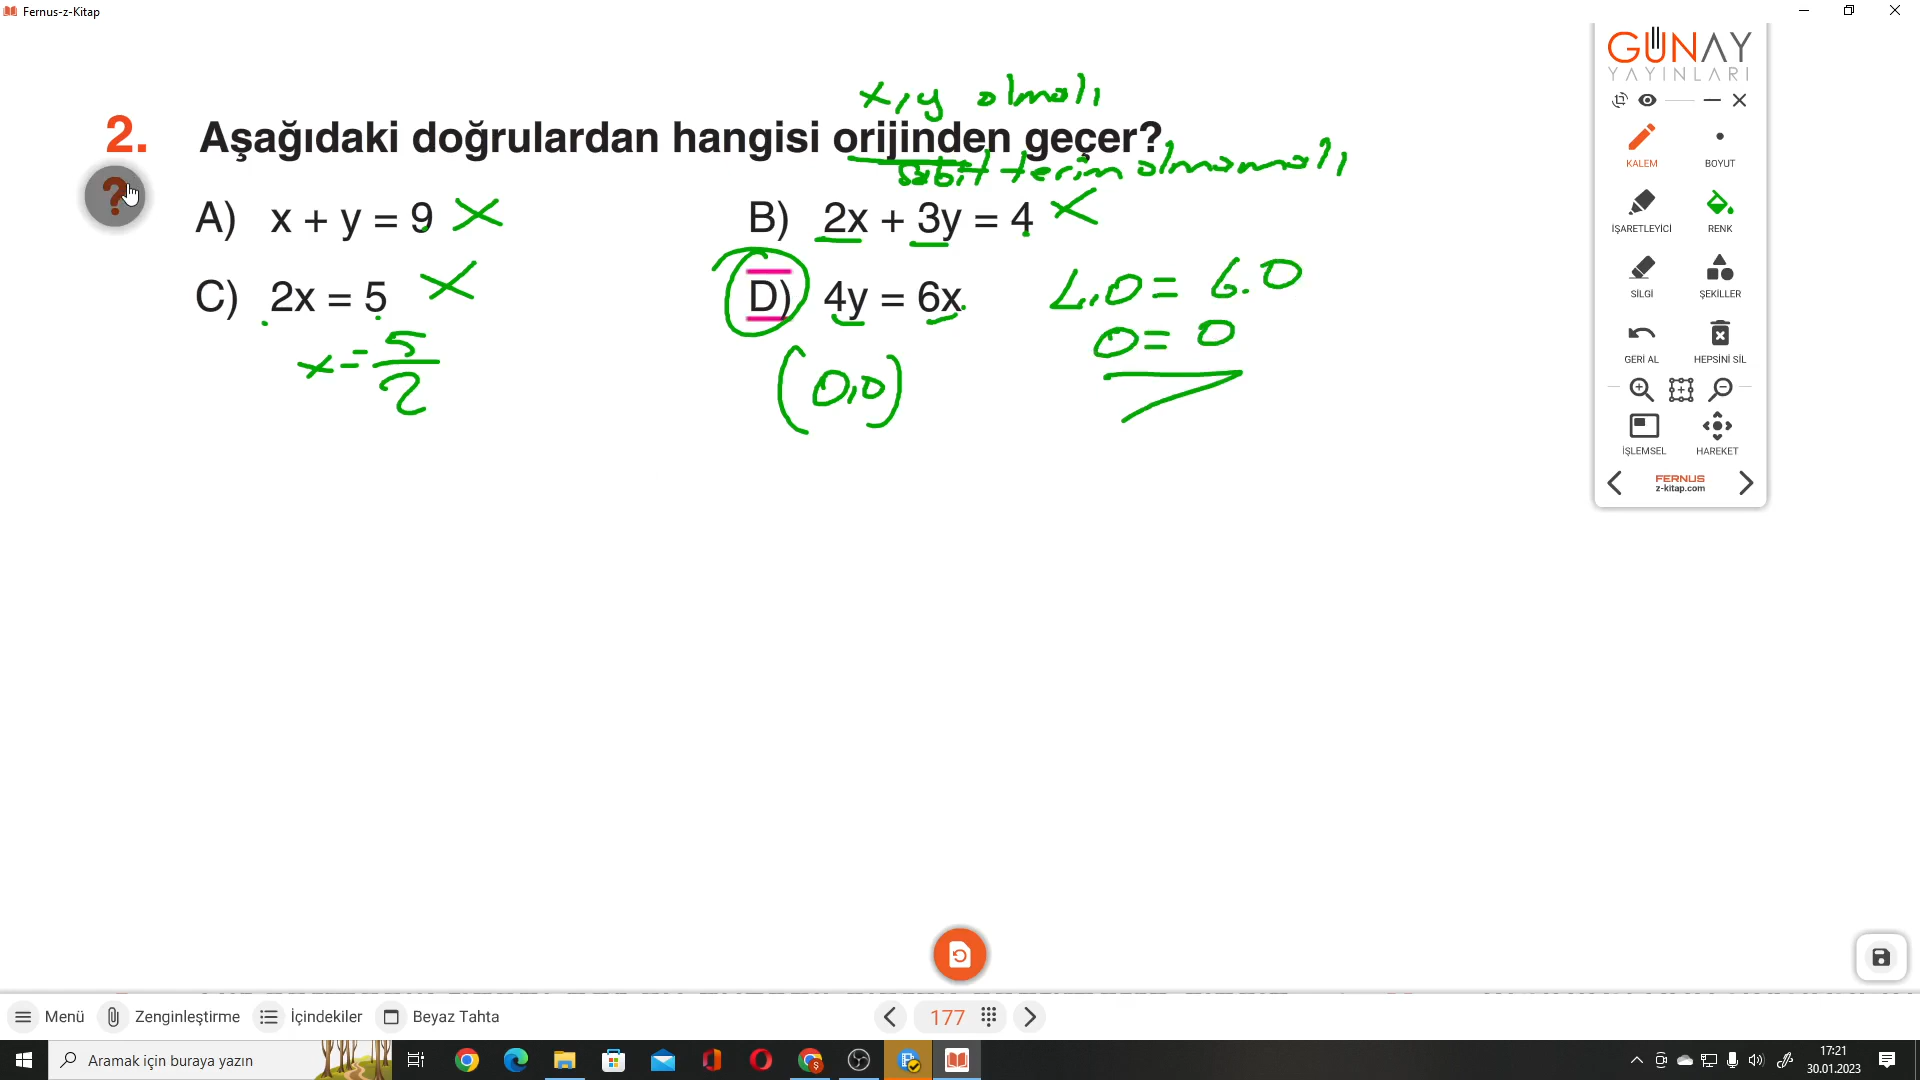 Fernus-z-Kitap
GÜNAY
YAYINLARI
x,y olmalı
2. Aşağıdaki doğrulardan hangisi orijinden geçer?
sabit terim olmamalı
?
A) x + y = 9
B) 2x + 3y = 4
C) 2x = 5
D) 4y = 6x
4.0 = 6.0
0 = 0
x = 5/2
(0,0)
KALEM
BOYUT
İŞARETLEYİCİ
RENK
SİLGİ
ŞEKİLLER
GERİ AL
HEPSİNİ SİL
İŞLEMSEL
HAREKET
FERNUS
z-kitap.com
Menü
Zenginleştirme
İçindekiler
Beyaz Tahta
177
Aramak için buraya yazın
17:21
30.01.2023